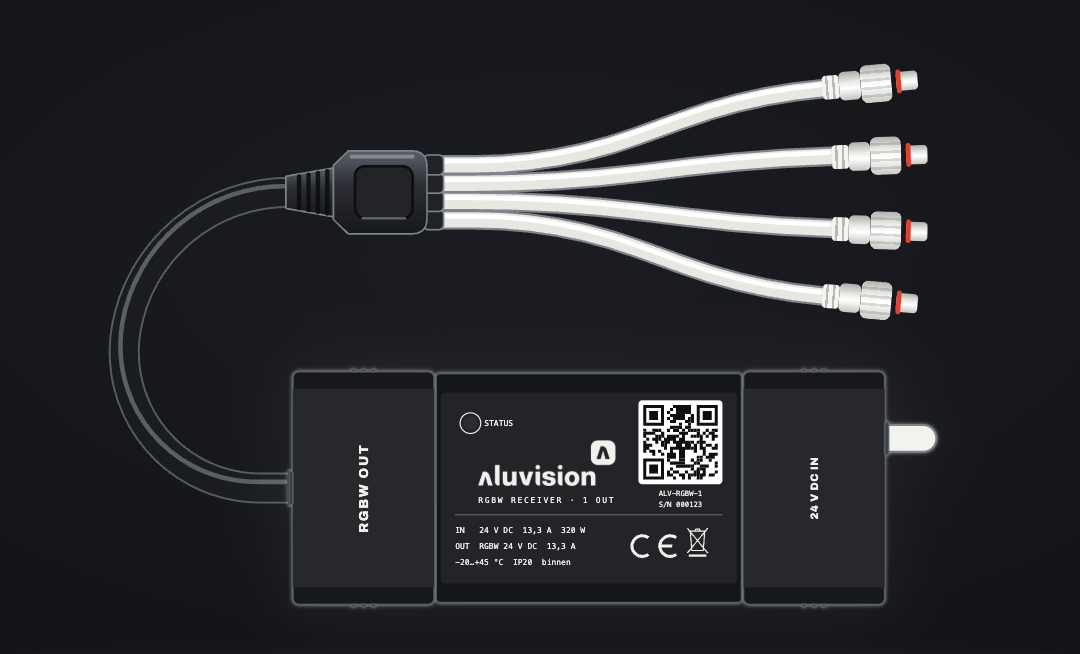 STATUS
aluvision
RGBW RECEIVER · 1 OUT
ALV-RGBW-1
S/N 000123
IN 24 V DC 13,3 A 320 W
OUT RGBW 24 V DC 13,3 A
−20…+45 °C IP20 binnen
CE
RGBW OUT
24 V DC IN